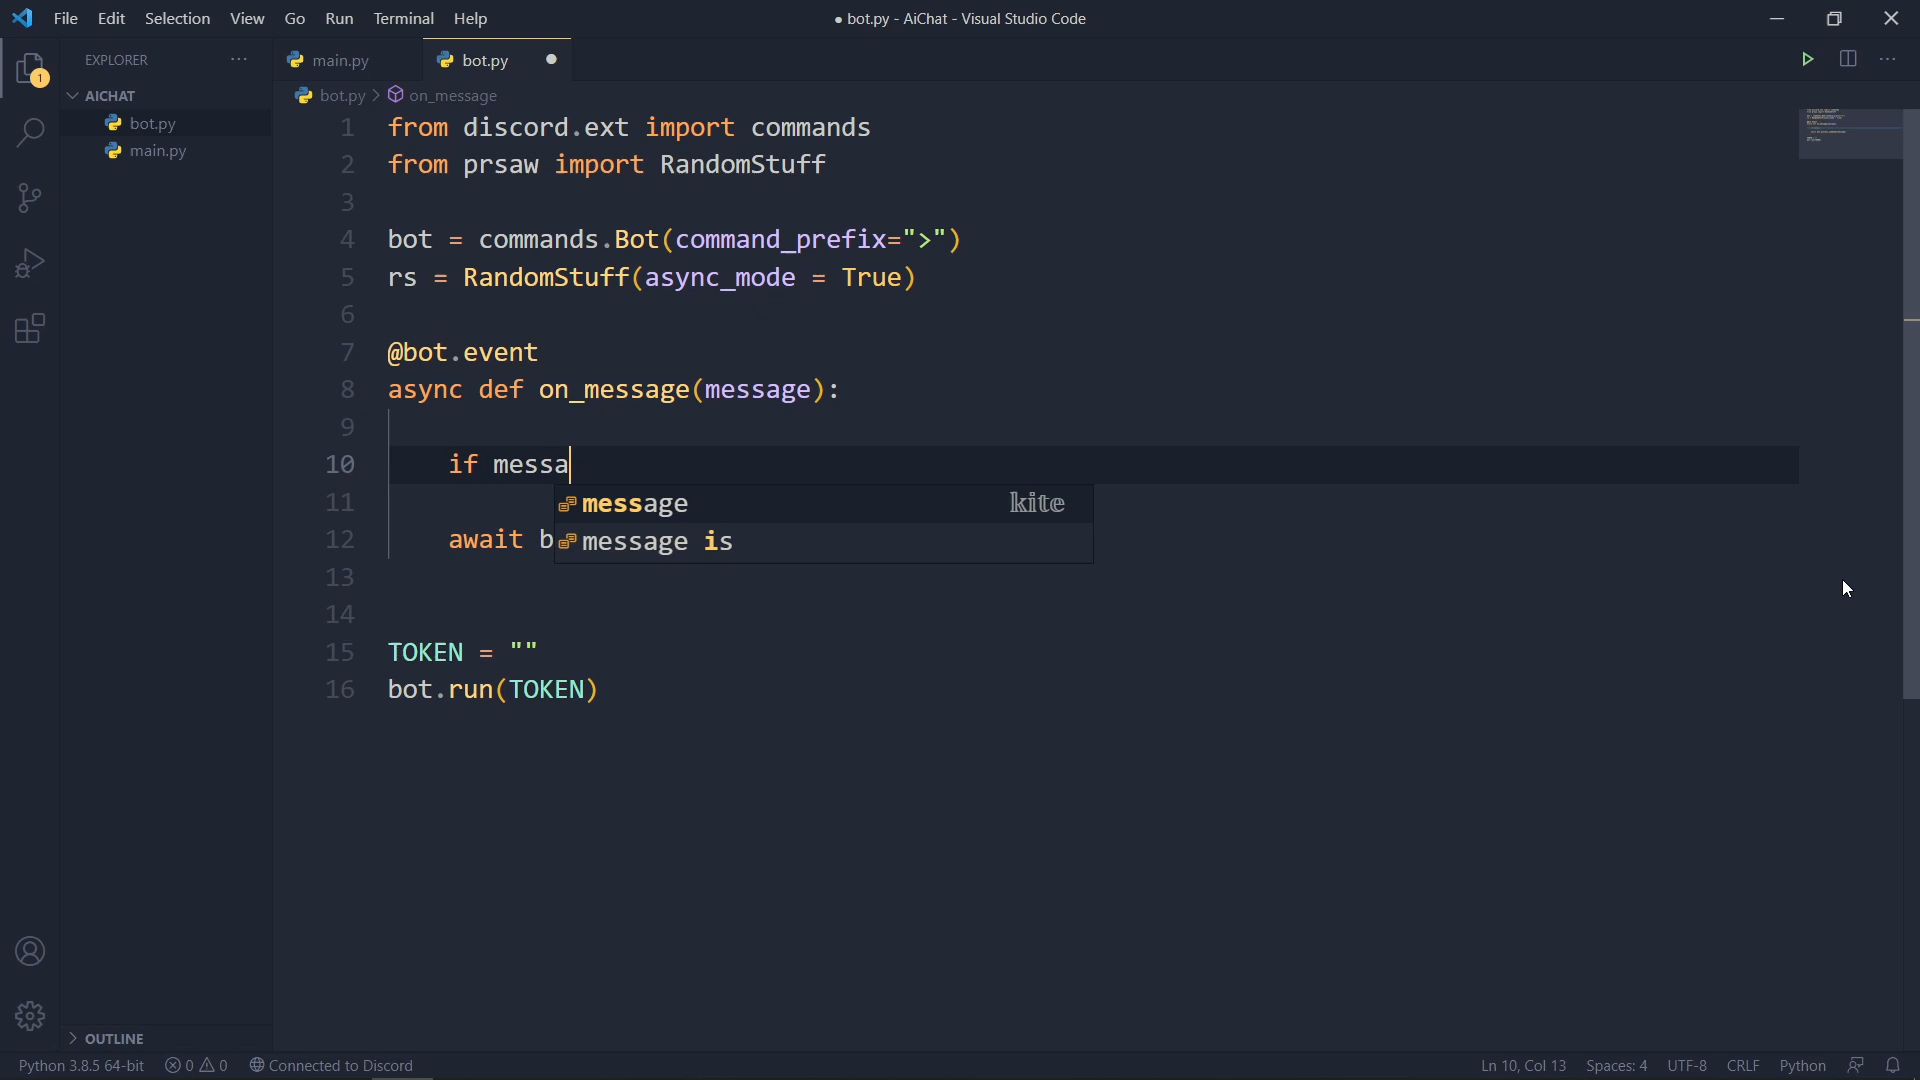 File Edit Selection View Go Run Terminal Help
● bot.py - AiChat - Visual Studio Code
EXPLORER
main.py
bot.py
1
AICHAT
bot.py
main.py
bot.py > on_message
1 from discord.ext import commands
2 from prsaw import RandomStuff
3
4 bot = commands.Bot(command_prefix=">")
5 rs = RandomStuff(async_mode = True)
6
7 @bot.event
8 async def on_message(message):
9
10 if messa
11 message kite
12 await b message is
13
14
15 TOKEN = ""
16 bot.run(TOKEN)
OUTLINE
Python 3.8.5 64-bit 0 0 Connected to Discord
Ln 10, Col 13 Spaces: 4 UTF-8 CRLF Python